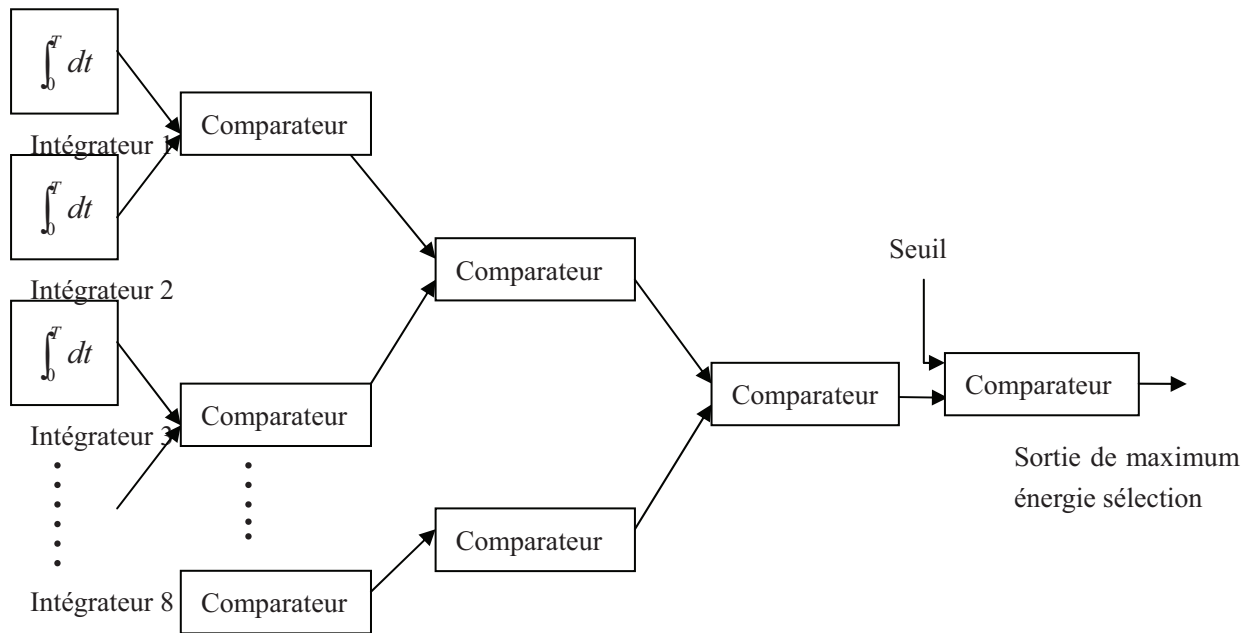 ∫₀ᵀ dt
Intégrateur 1
Comparateur
∫₀ᵀ dt
Intégrateur 2
Comparateur
Seuil
∫₀ᵀ dt
Intégrateur 3
Comparateur
Comparateur
Comparateur
Sortie de maximum
énergie sélection
Comparateur
Intégrateur 8
Comparateur